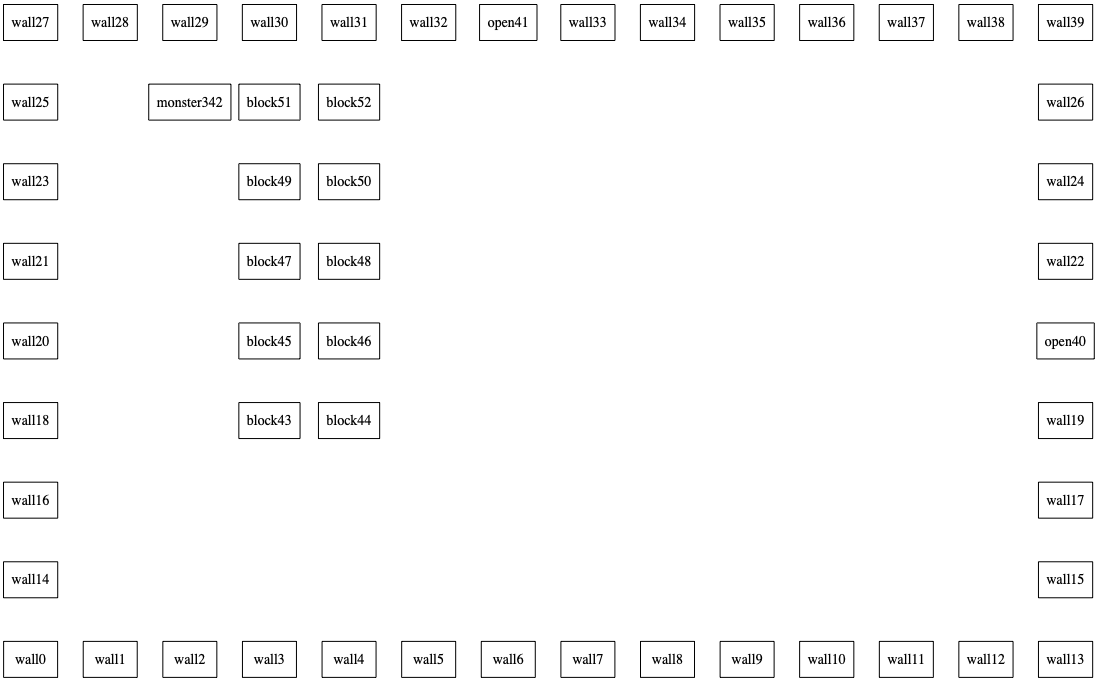 wall27 wall28 wall29 wall30 wall31 wall32 open41 wall33 wall34 wall35 wall36 wall37 wall38 wall39
wall25 monster342 block51 block52 wall26
wall23 block49 block50 wall24
wall21 block47 block48 wall22
wall20 block45 block46 open40
wall18 block43 block44 wall19
wall16 wall17
wall14 wall15
wall0 wall1 wall2 wall3 wall4 wall5 wall6 wall7 wall8 wall9 wall10 wall11 wall12 wall13